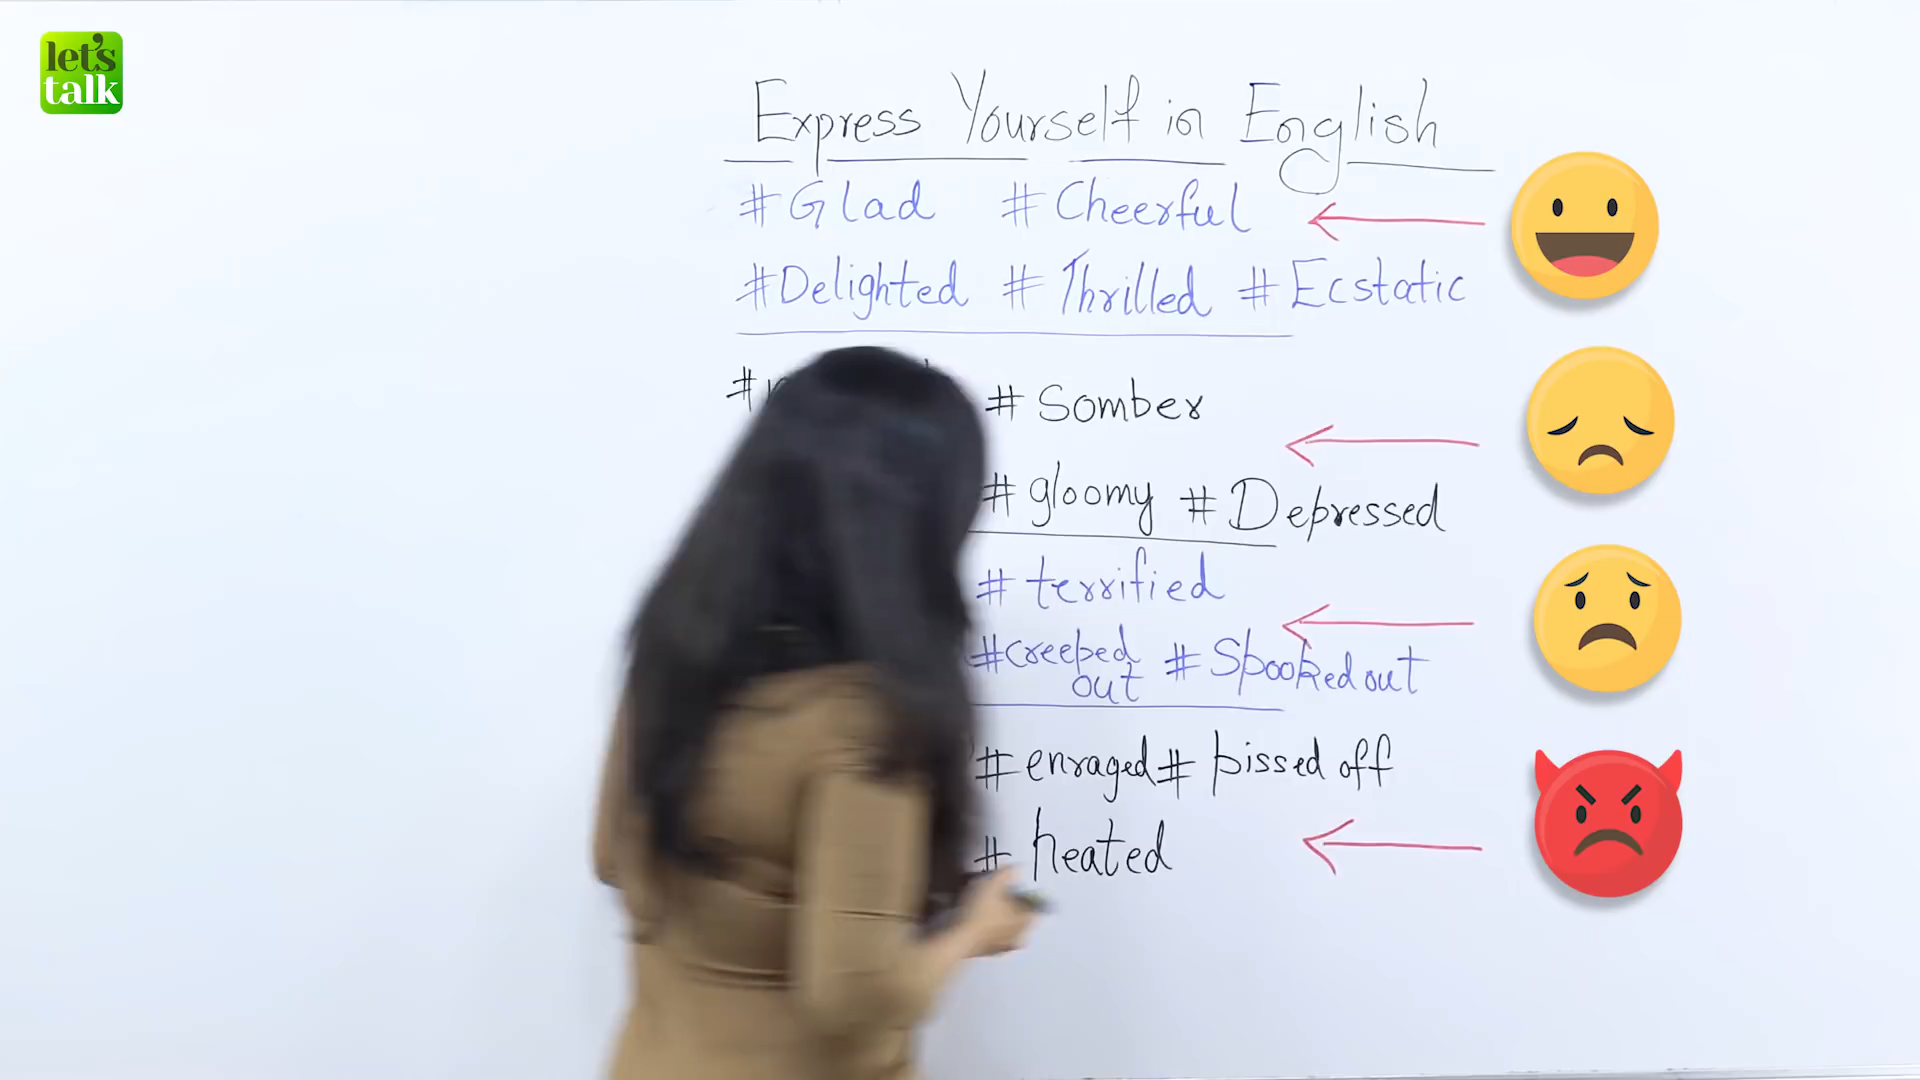 let's
talk
Express Yourself in English
#Glad #Cheerful
#Delighted #Thrilled #Ecstatic
# # Somber
#gloomy # Depressed
# terrified
#creeped out # Spooked out
#enraged # pissed off
# heated